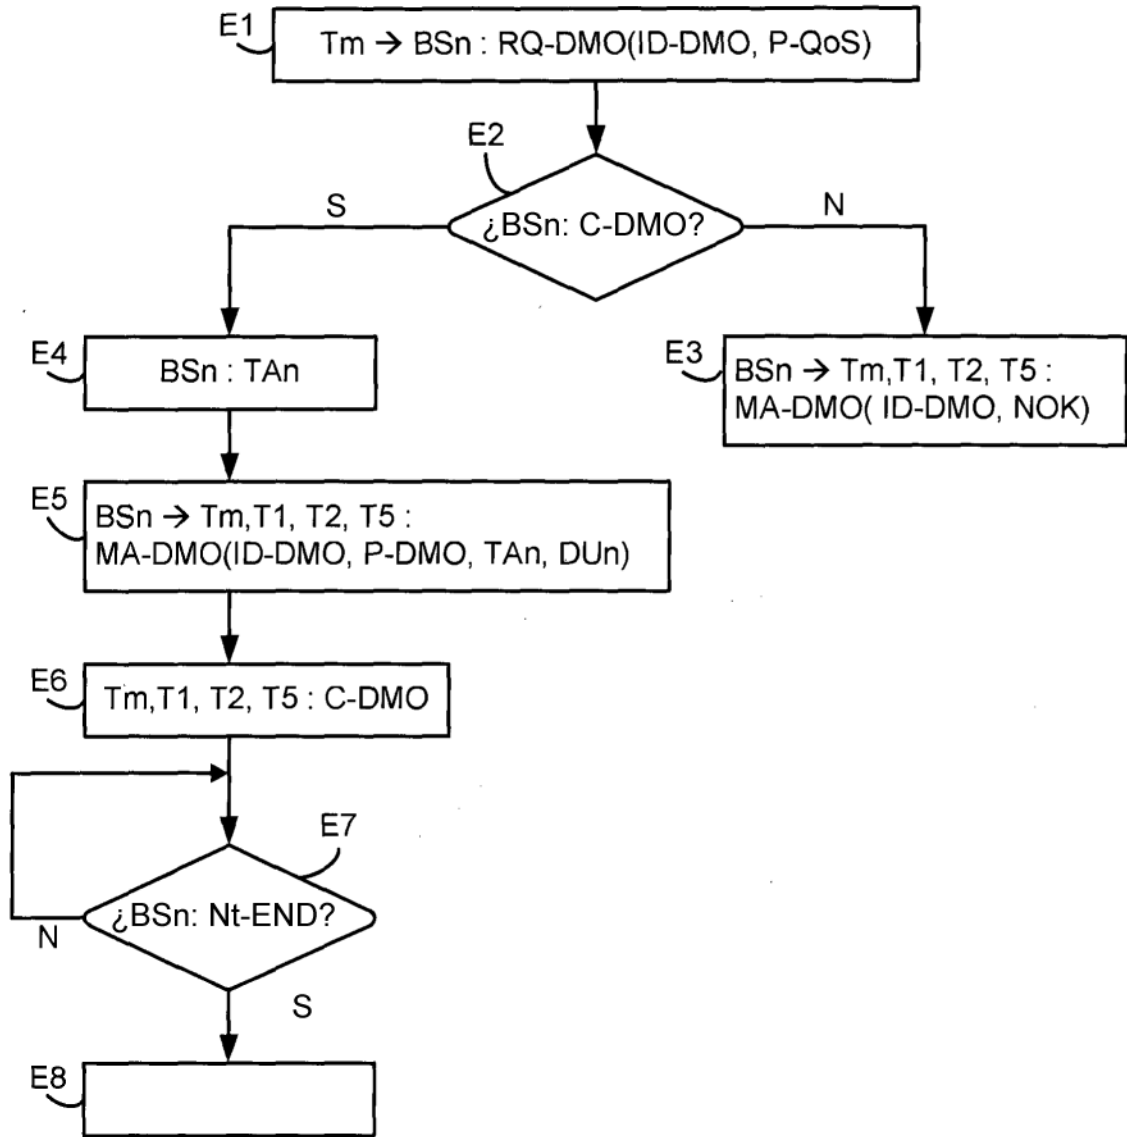 E1
Tm → BSn : RQ-DMO(ID-DMO, P-QoS)
E2
¿BSn: C-DMO?
S
N
E4
BSn : TAn
E3
BSn → Tm,T1, T2, T5 :
MA-DMO( ID-DMO, NOK)
E5
BSn → Tm,T1, T2, T5 :
MA-DMO(ID-DMO, P-DMO, TAn, DUn)
E6
Tm,T1, T2, T5 : C-DMO
E7
¿BSn: Nt-END?
N
S
E8